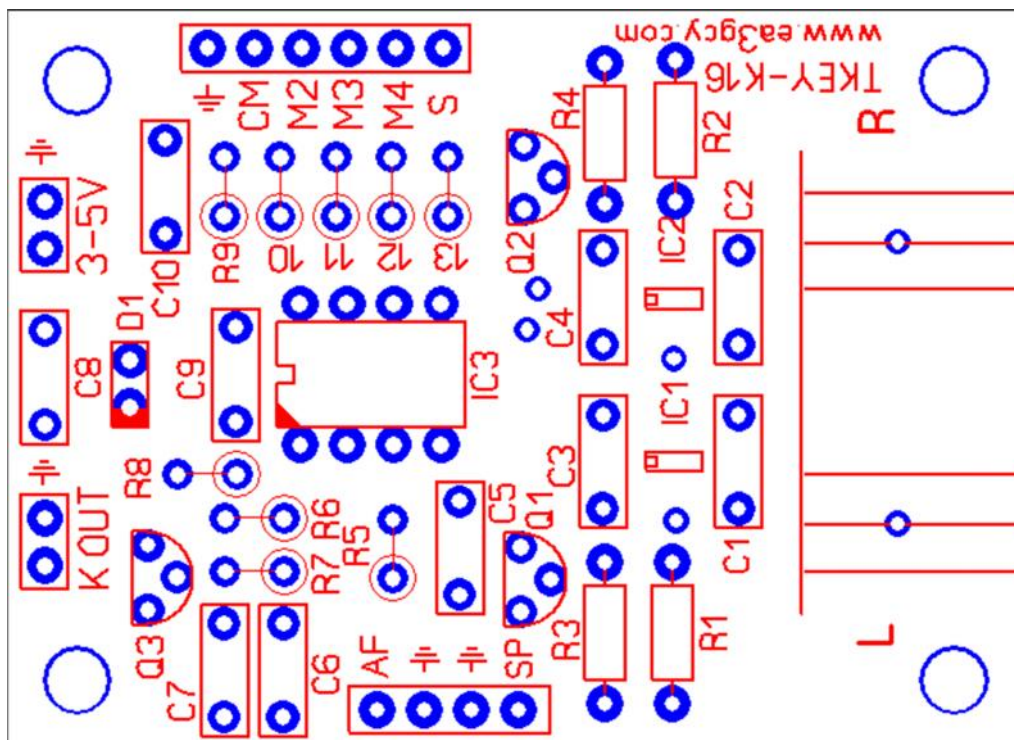 www.ea3gcy.com
TKEY-K16
CM
M2
M3
M4
S
R4
R2
R
3-5V
C10
R9
10
11
12
13
Q2
IC2
C2
C8
D1
C9
IC3
C4
IC1
R8
C3
C5
Q1
C1
K OUT
R6
R7
R5
Q3
C7
C6
AF
SP
R3
R1
L